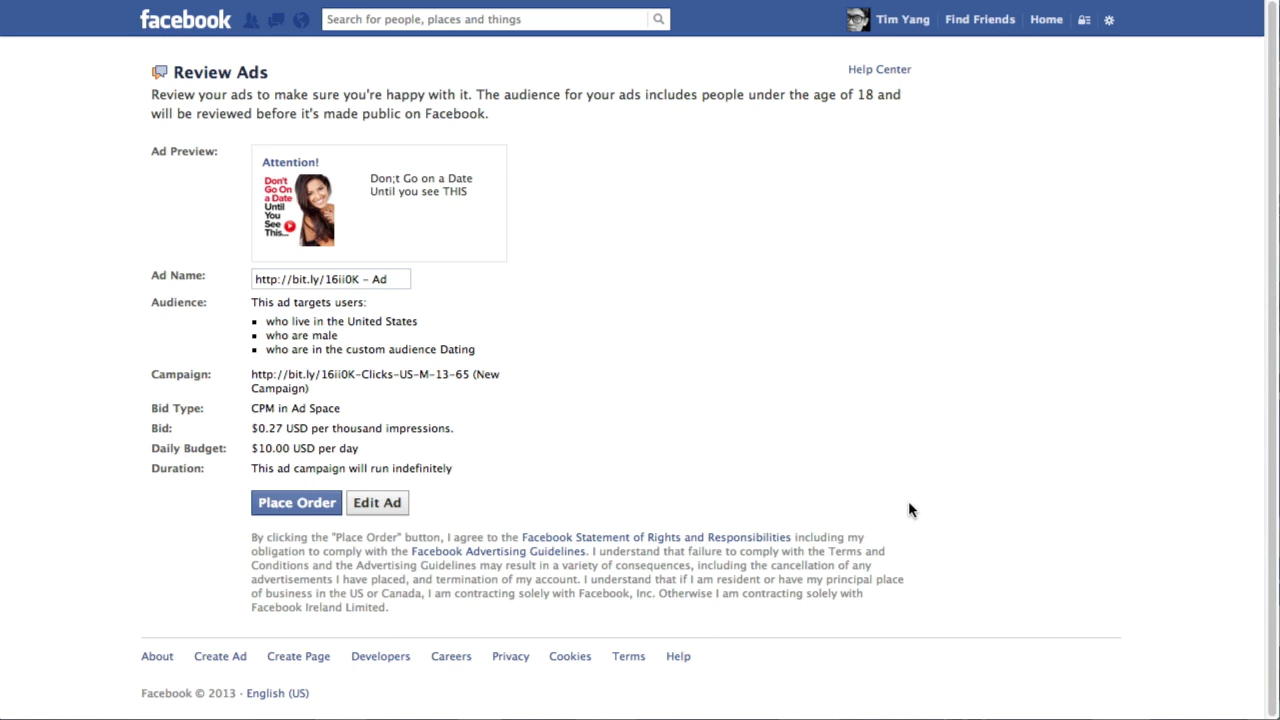 facebook
Search for people, places and things
Tim Yang
Find Friends
Home
Review Ads
Help Center
Review your ads to make sure you're happy with it. The audience for your ads includes people under the age of 18 and
will be reviewed before it's made public on Facebook.
Ad Preview:
Attention!
Don't
Go On
a Date
Until
You
See
This...
Don;t Go on a Date
Until you see THIS
Ad Name:
http://bit.ly/16ii0K - Ad
Audience:
This ad targets users:
who live in the United States
who are male
who are in the custom audience Dating
Campaign:
http://bit.ly/16ii0K-Clicks-US-M-13-65 (New
Campaign)
Bid Type:
CPM in Ad Space
Bid:
$0.27 USD per thousand impressions.
Daily Budget:
$10.00 USD per day
Duration:
This ad campaign will run indefinitely
Place Order
Edit Ad
By clicking the "Place Order" button, I agree to the Facebook Statement of Rights and Responsibilities including my
obligation to comply with the Facebook Advertising Guidelines. I understand that failure to comply with the Terms and
Conditions and the Advertising Guidelines may result in a variety of consequences, including the cancellation of any
advertisements I have placed, and termination of my account. I understand that if I am resident or have my principal place
of business in the US or Canada, I am contracting solely with Facebook, Inc. Otherwise I am contracting solely with
Facebook Ireland Limited.
About
Create Ad
Create Page
Developers
Careers
Privacy
Cookies
Terms
Help
Facebook © 2013 · English (US)